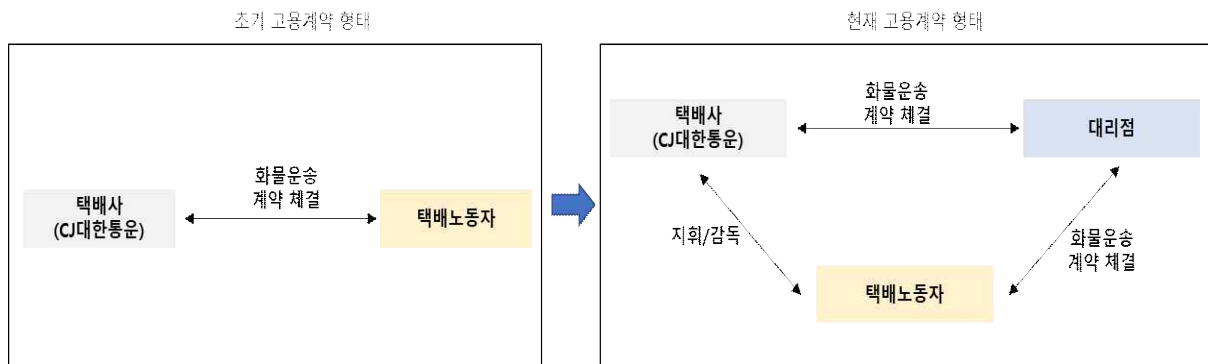 초기 고용계약 형태
화물운송
계약 체결
택배사
(CJ대한통운)
택배노동자
현재 고용계약 형태
화물운송
계약 체결
택배사
(CJ대한통운)
대리점
지휘/감독
화물운송
계약 체결
택배노동자